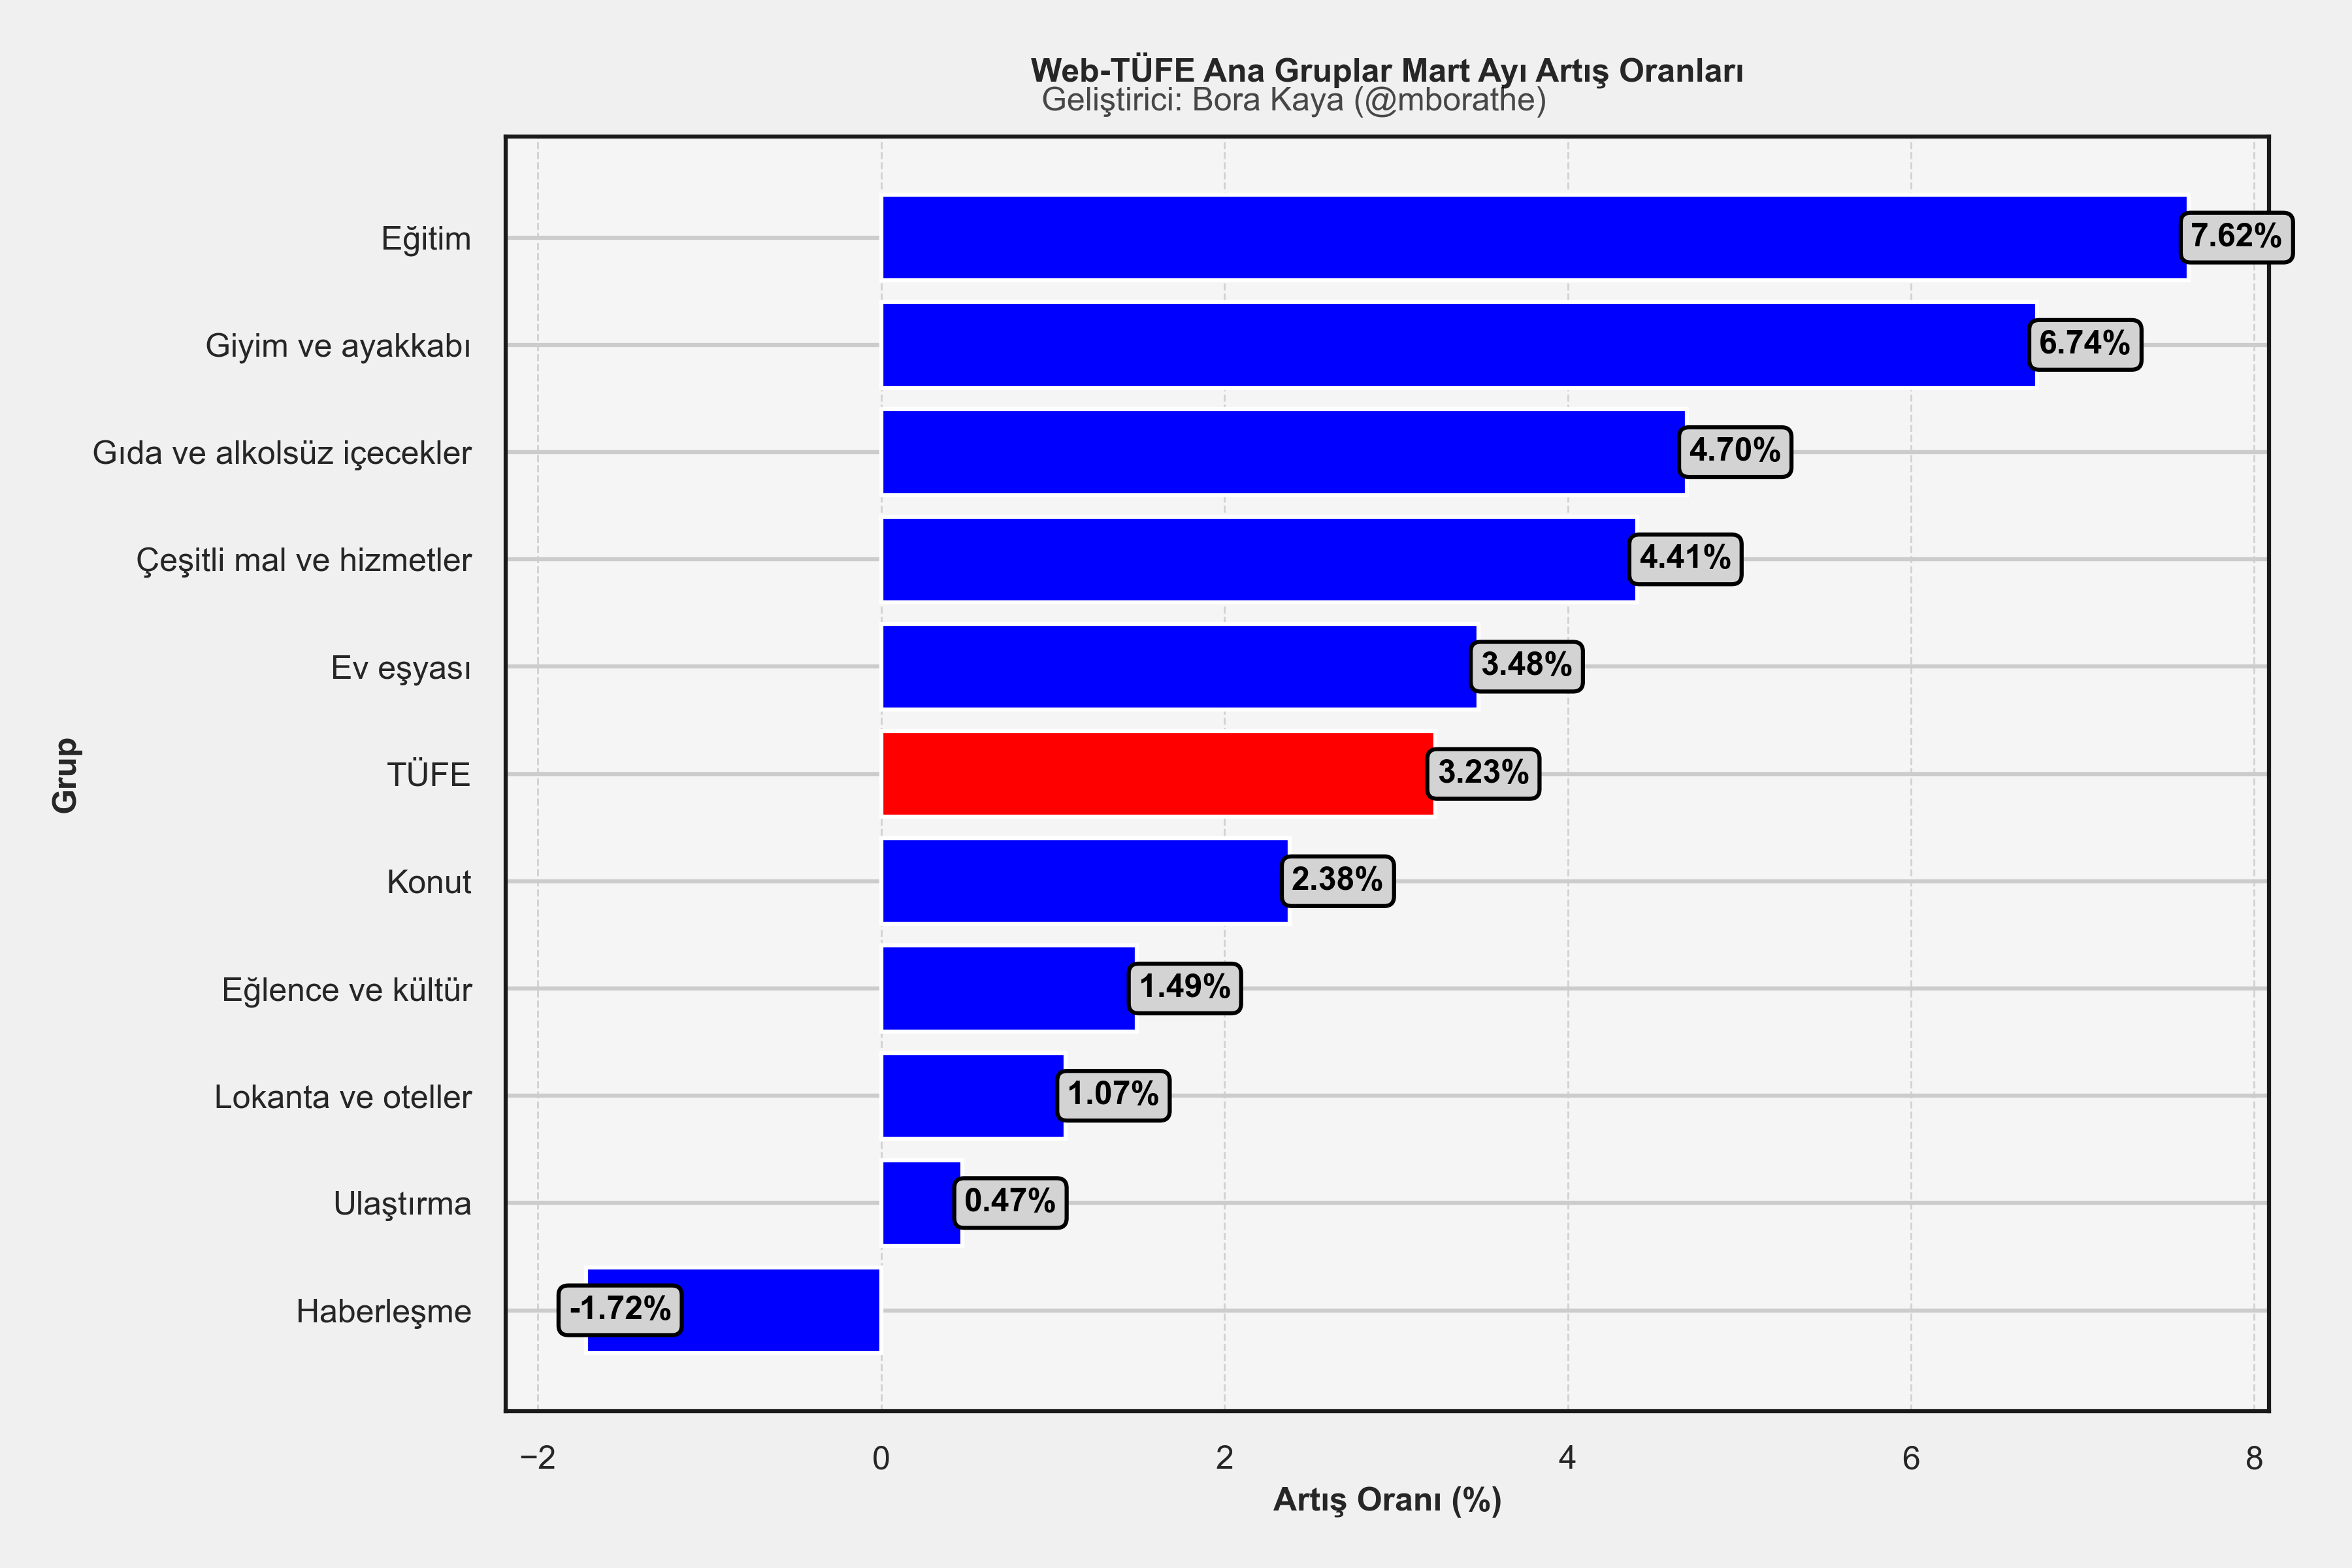 Web-TÜFE Ana Gruplar Mart Ayı Artış Oranları
Geliştirici: Bora Kaya (@mborathe)
Grup
Eğitim 7.62%
Giyim ve ayakkabı 6.74%
Gıda ve alkolsüz içecekler 4.70%
Çeşitli mal ve hizmetler 4.41%
Ev eşyası 3.48%
TÜFE 3.23%
Konut 2.38%
Eğlence ve kültür 1.49%
Lokanta ve oteller 1.07%
Ulaştırma 0.47%
Haberleşme -1.72%
−2 0 2 4 6 8
Artış Oranı (%)